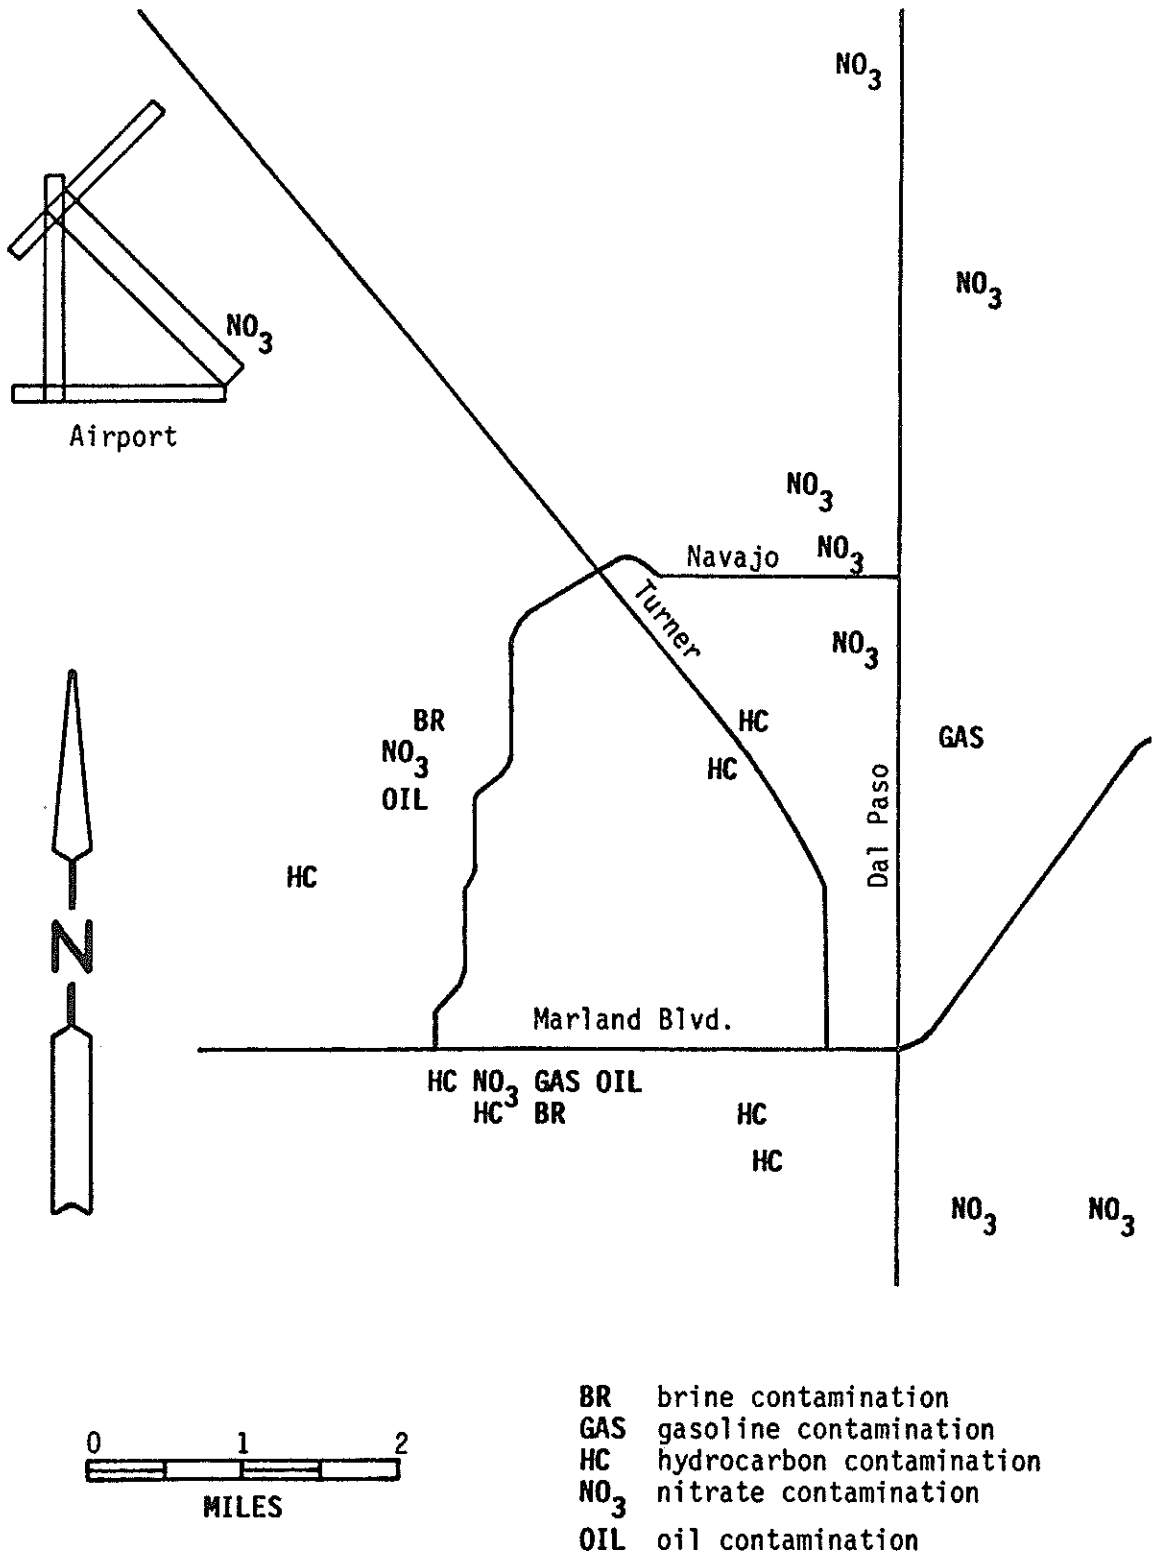 NO3
NO3
NO3
Airport
NO3
NO3
Navajo
Turner
NO3
BR
HC
NO3
HC
GAS
OIL
Dal Paso
HC
N
Marland Blvd.
HC NO3 GAS OIL
HC BR
HC
HC
NO3
NO3
BR brine contamination
GAS gasoline contamination
HC hydrocarbon contamination
NO3 nitrate contamination
OIL oil contamination
0 1 2
MILES